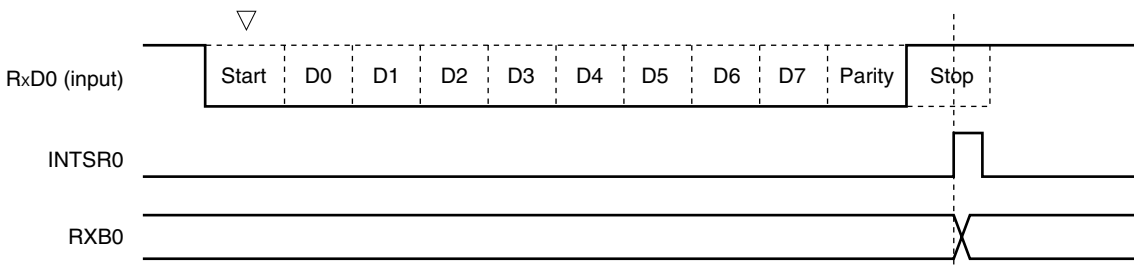 RxD0 (input) Start D0 D1 D2 D3 D4 D5 D6 D7 Parity Stop
INTSR0
RXB0